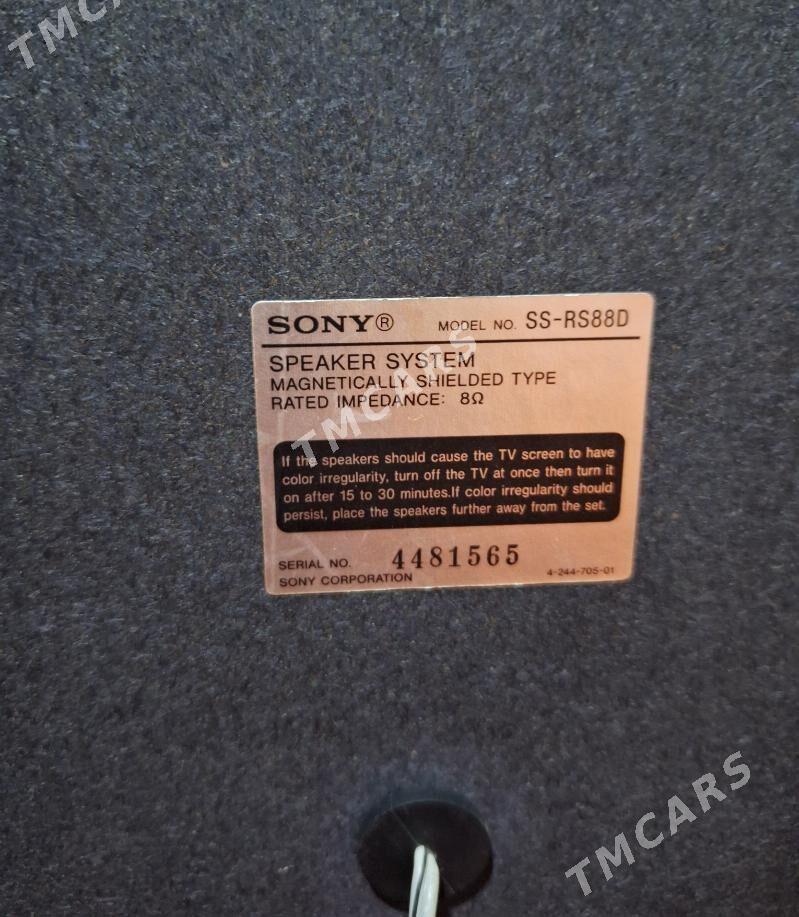 TMCARS
SONY® MODEL NO. SS-RS88D
SPEAKER SYSTEM
MAGNETICALLY SHIELDED TYPE
RATED IMPEDANCE: 8Ω
TMCARS
If the speakers should cause the TV screen to have
color irregularity, turn off the TV at once then turn it
on after 15 to 30 minutes.If color irregularity should
persist, place the speakers further away from the set.
SERIAL NO. 4481565
SONY CORPORATION 4-244-705-01
TMCARS